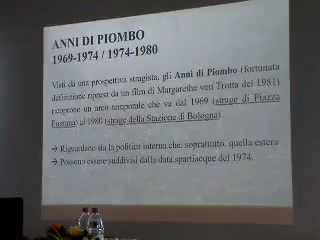 ANNI DI PIOMBO
1969-1974 / 1974-1980
Visti da una prospettiva stragista, gli Anni di Piombo (fortunata
definizione ripresa da un film di Margarethe von Trotta del 1981)
ricoprono un arco temporale che va dal 1969 (strage di Piazza
Fontana) al 1980 (strage della Stazione di Bologna).
→ Riguardano sia la politica interna che, soprattutto, quella estera
→ Possono essere suddivisi dalla data spartiacque del 1974.